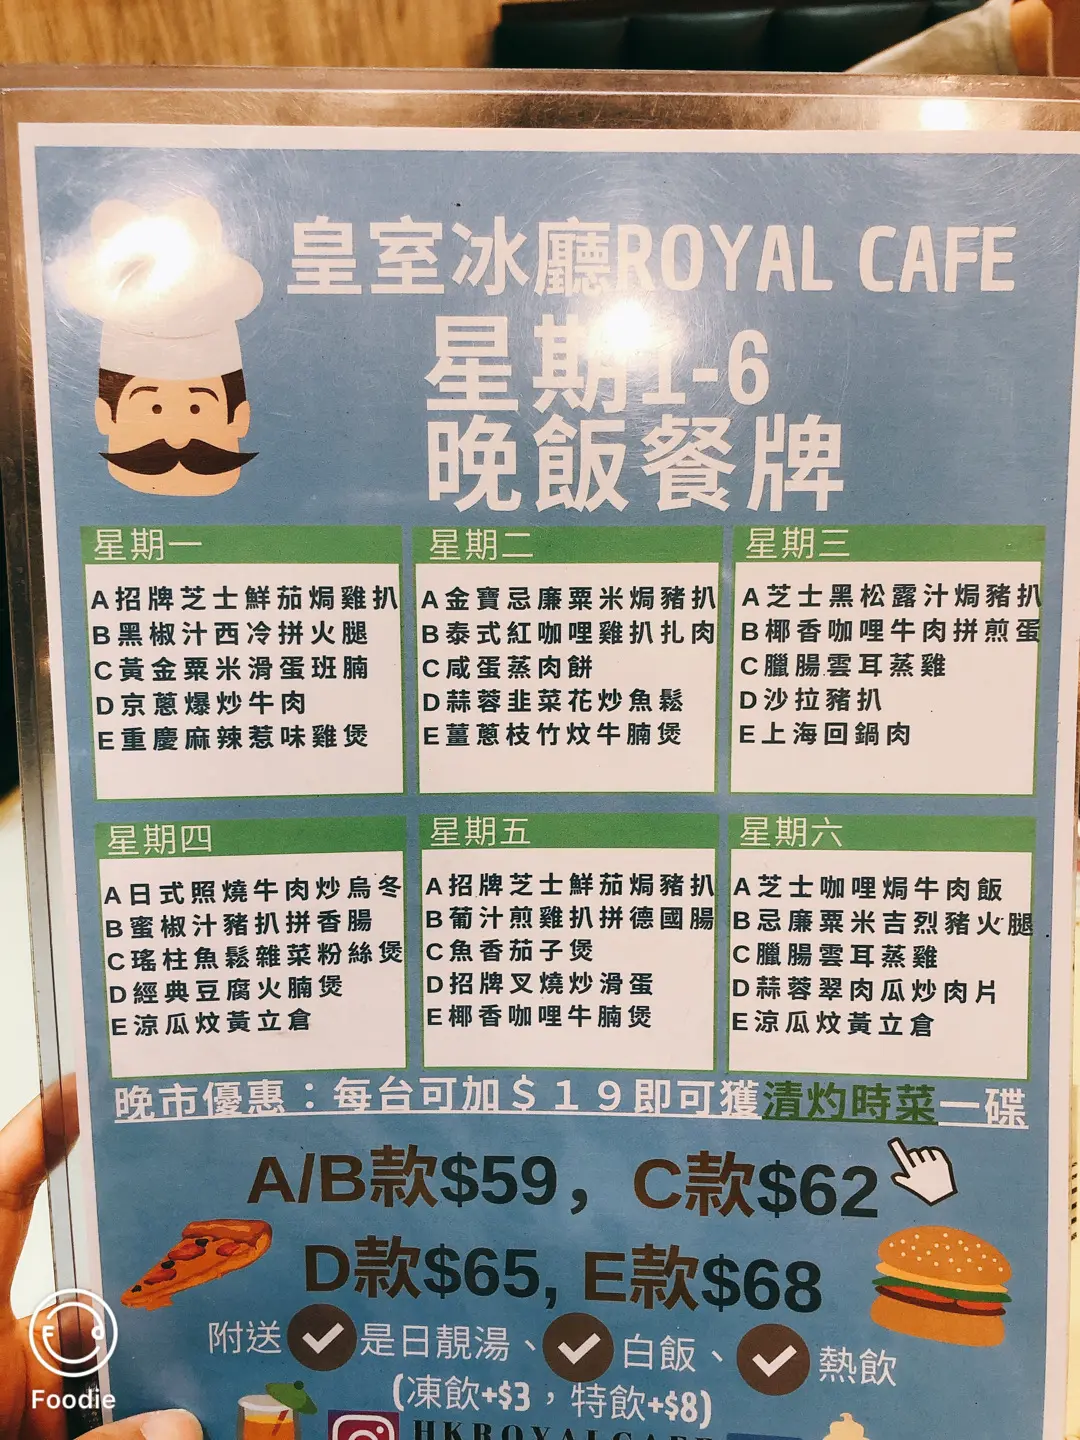 皇室冰廳ROYAL CAFE
星期1-6
晚飯餐牌
星期一
A招牌芝士鮮茄焗雞扒
B黑椒汁西冷拼火腿
C黃金粟米滑蛋班腩
D京蔥爆炒牛肉
E重慶麻辣惹味雞煲
星期二
A金寶忌廉粟米焗豬扒
B泰式紅咖哩雞扒扎肉
C咸蛋蒸肉餅
D蒜蓉韭菜花炒魚鬆
E薑蔥枝竹炆牛腩煲
星期三
A芝士黑松露汁焗豬扒
B椰香咖哩牛肉拼煎蛋
C臘腸雲耳蒸雞
D沙拉豬扒
E上海回鍋肉
星期四
A日式照燒牛肉炒烏冬
B蜜椒汁豬扒拼香腸
C瑤柱魚鬆雜菜粉絲煲
D經典豆腐火腩煲
E涼瓜炆黃立倉
星期五
A招牌芝士鮮茄焗豬扒
B葡汁煎雞扒拼德國腸
C魚香茄子煲
D招牌叉燒炒滑蛋
E椰香咖哩牛腩煲
星期六
A芝士咖哩焗牛肉飯
B忌廉粟米吉烈豬火腿
C臘腸雲耳蒸雞
D蒜蓉翠肉瓜炒肉片
E涼瓜炆黃立倉
晚市優惠：每台可加＄１９即可獲清灼時菜一碟
A/B款$59，C款$62
D款$65, E款$68
附送 是日靚湯、 白飯、 熱飲
(凍飲+$3，特飲+$8)
HKROYALCAFE
Foodie